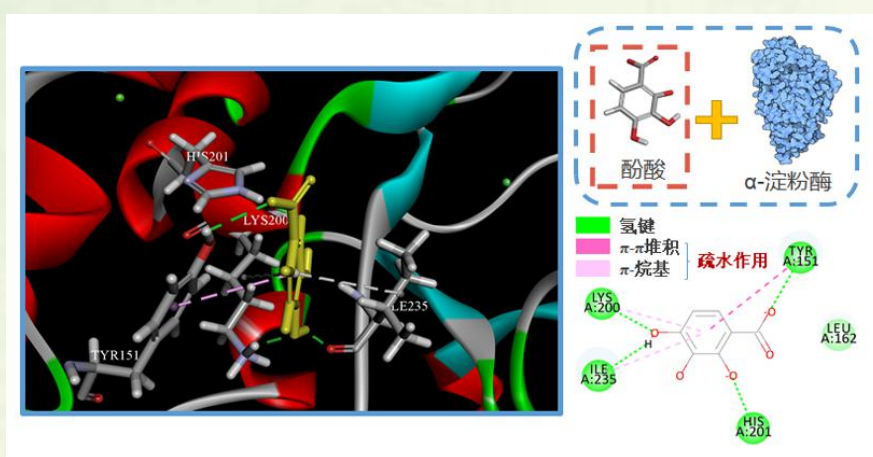 HIS201
LYS200
ILE235
TYR151
酚酸
α-淀粉酶
氢键
π-π堆积
π-烷基
疏水作用
TYR
A:151
LYS
A:200
LEU
A:162
H
O
O
O
O
O
ILE
A:235
HIS
A:201